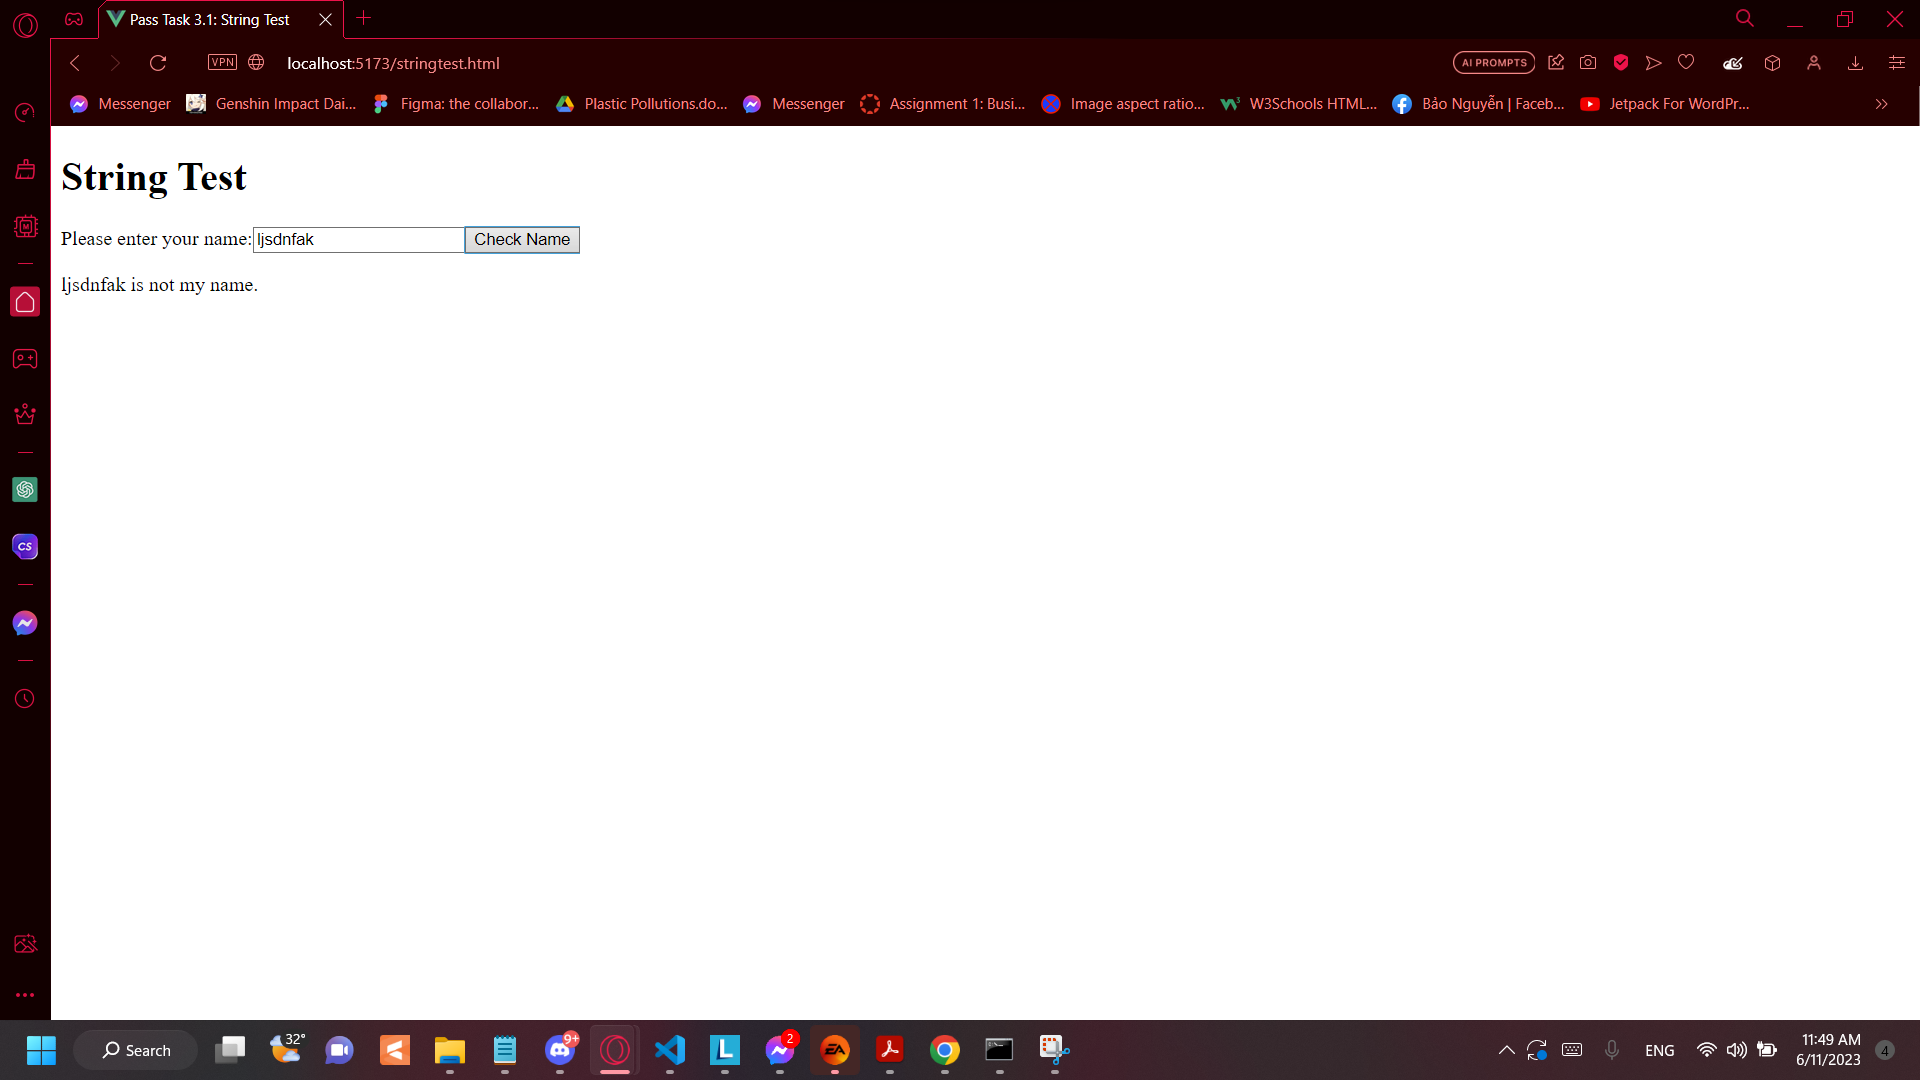 Pass Task 3.1: String Test
VPN
localhost:5173/stringtest.html
AI PROMPTS
Messenger
Genshin Impact Dai...
Figma: the collabor...
Plastic Pollutions.do...
Messenger
Assignment 1: Busi...
Image aspect ratio...
W3Schools HTML...
Bảo Nguyễn | Faceb...
Jetpack For WordPr...
String Test
Please enter your name: ljsdnfak Check Name
ljsdnfak is not my name.
M
CS
Search
32°
9+
L
2
EA
ENG
11:49 AM
6/11/2023
4